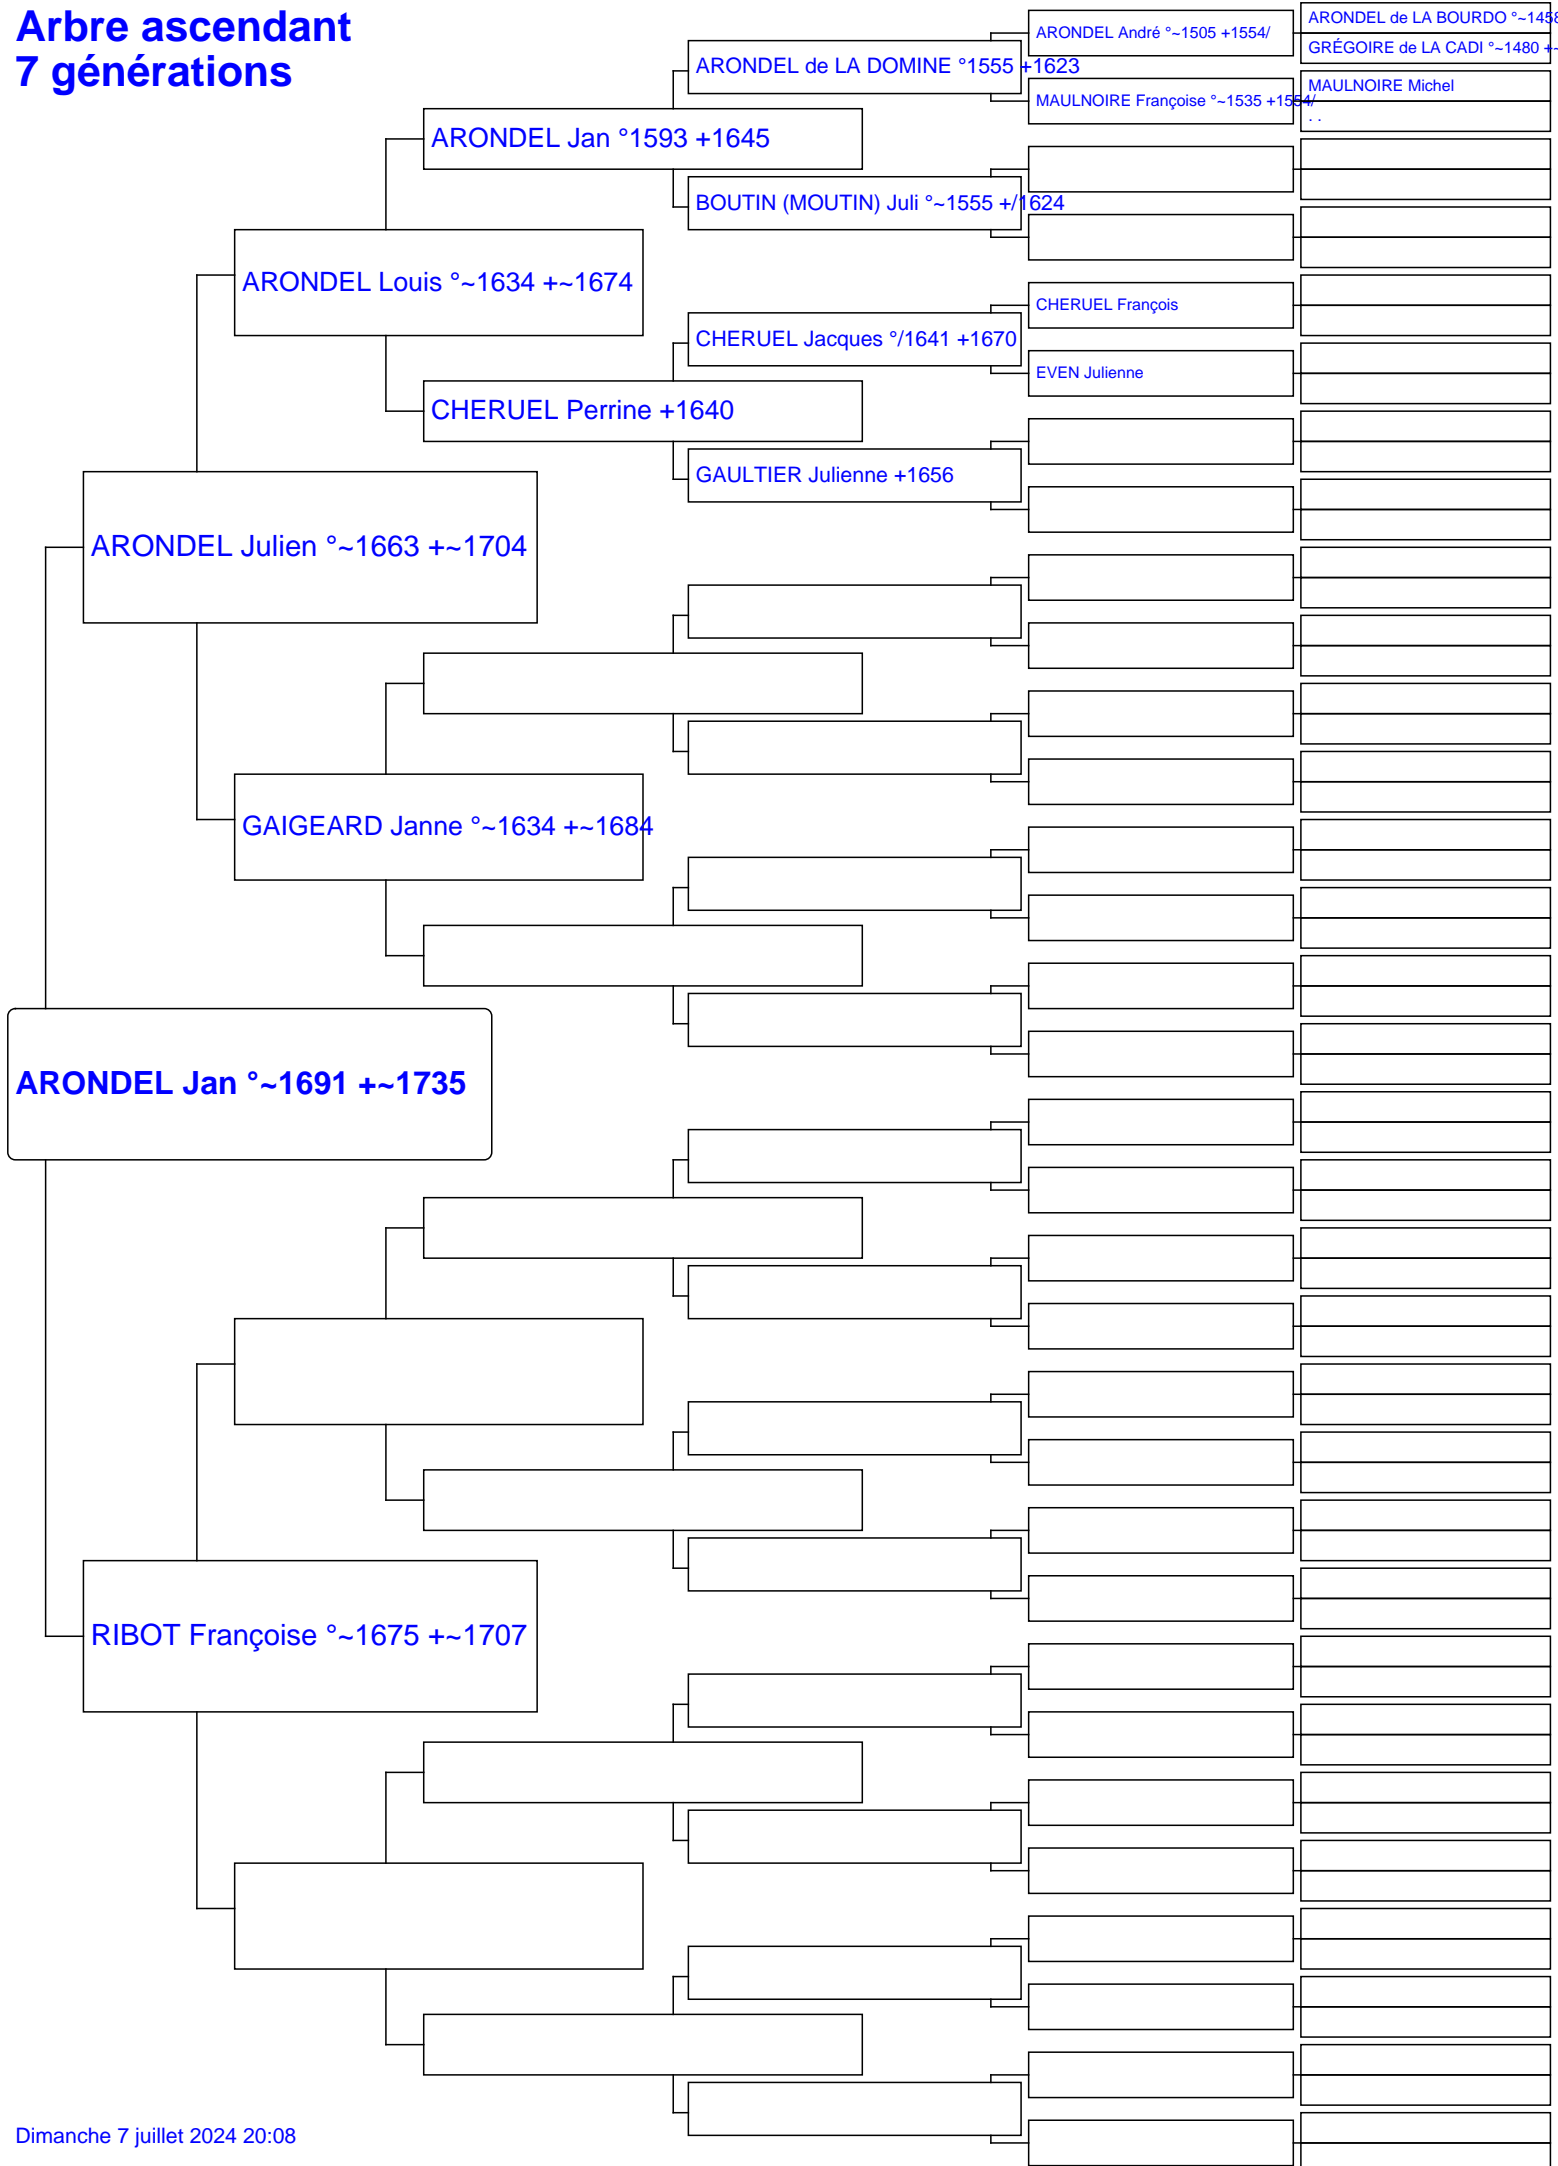 Arbre ascendant
7 générations
ARONDEL de LA BOURDO °~1458
ARONDEL André °~1505 +1554/
GRÉGOIRE de LA CADI °~1480 +~
ARONDEL de LA DOMINE °1555 +1623
MAULNOIRE Michel
MAULNOIRE Françoise °~1535 +1554/
. .
ARONDEL Jan °1593 +1645
BOUTIN (MOUTIN) Juli °~1555 +/1624
ARONDEL Louis °~1634 +~1674
CHERUEL François
CHERUEL Jacques °/1641 +1670
EVEN Julienne
CHERUEL Perrine +1640
GAULTIER Julienne +1656
ARONDEL Julien °~1663 +~1704
GAIGEARD Janne °~1634 +~1684
ARONDEL Jan °~1691 +~1735
RIBOT Françoise °~1675 +~1707
Dimanche 7 juillet 2024 20:08